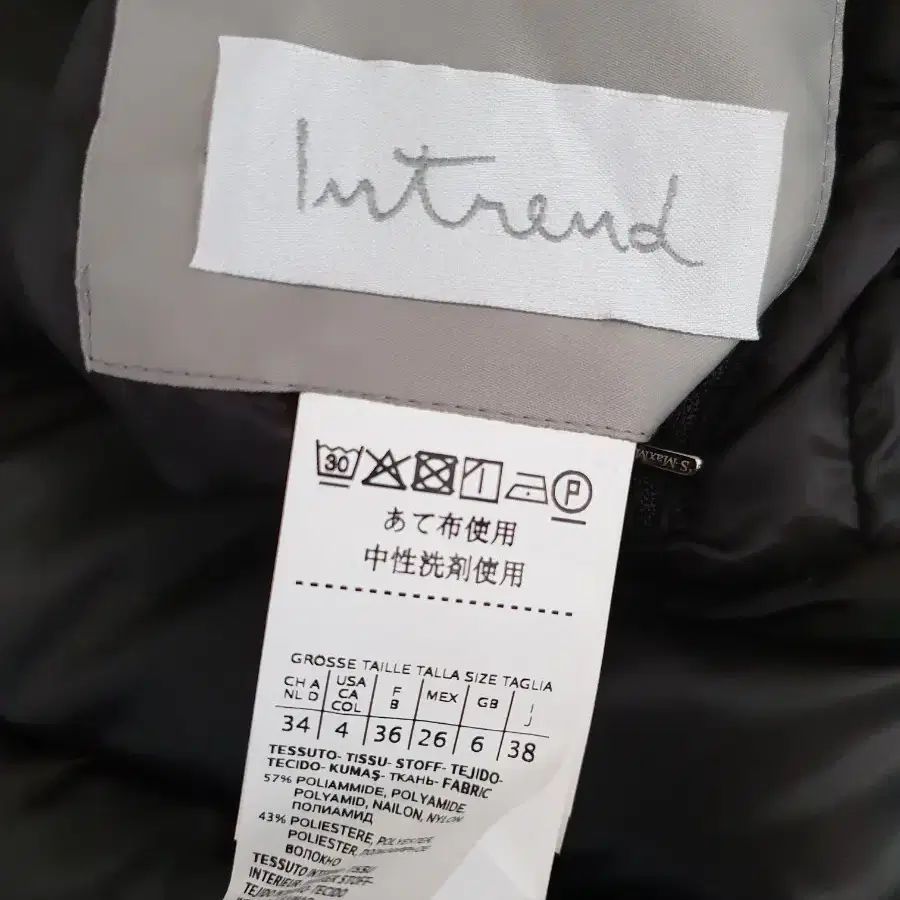 Intrend
30
P
あて布使用
中性洗剤使用
GRÖSSE TAILLE TALLA SIZE TAGLIA
CH A NL D USA CA COL F B MEX GB I J
34 4 36 26 6 38
TESSUTO- TISSU- STOFF- TEJIDO-
TECIDO- KUMAŞ- ТКАНЬ- FABRIC
57% POLIAMMIDE, POLYAMIDE
POLYAMID, NAILON, NYLON
ПОЛИАМИД
43% POLIESTERE,
POLIESTER,
ВОЛОКНО
TESSUTO
TEJIDO